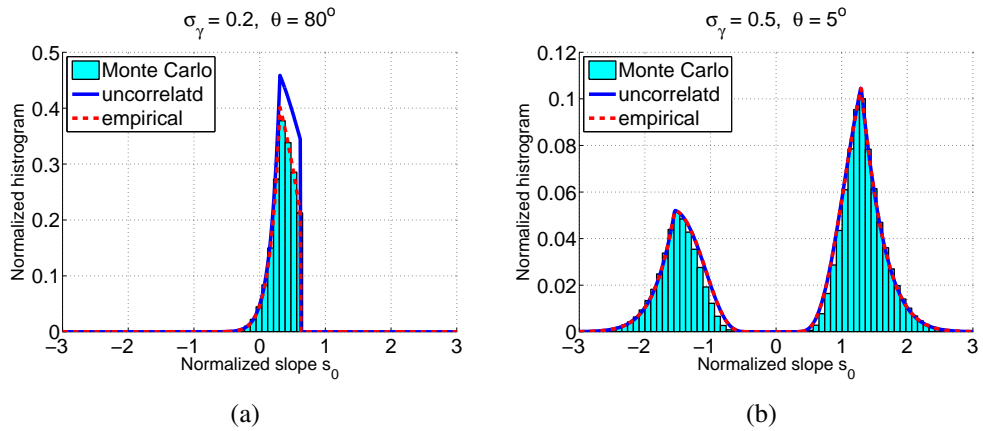 σγ = 0.2, θ = 80°
Normalized histrogram
0.5
0.4
0.3
0.2
0.1
0
Monte Carlo
uncorrelatd
empirical
−3 −2 −1 0 1 2 3
Normalized slope s0
(a)
σγ = 0.5, θ = 5°
Normalized histrogram
0.12
0.1
0.08
0.06
0.04
0.02
0
Monte Carlo
uncorrelatd
empirical
−3 −2 −1 0 1 2 3
Normalized slope s0
(b)